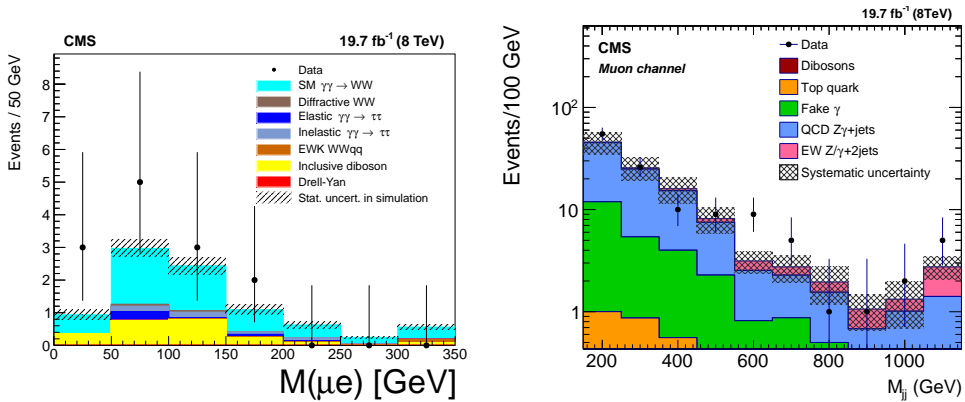 CMS 19.7 fb⁻¹ (8 TeV)
Events / 50 GeV
8
7
6
5
4
3
2
1
0
Data
SM γγ → WW
Diffractive WW
Elastic γγ → ττ
Inelastic γγ → ττ
EWK WWqq
Inclusive diboson
Drell-Yan
Stat. uncert. in simulation
0 50 100 150 200 250 300 350
M(μe) [GeV]
19.7 fb⁻¹ (8TeV)
CMS
Muon channel
Events/100 GeV
10²
10
1
Data
Dibosons
Top quark
Fake γ
QCD Zγ+jets
EW Z/γ+2jets
Systematic uncertainty
200 400 600 800 1000
M_jj (GeV)